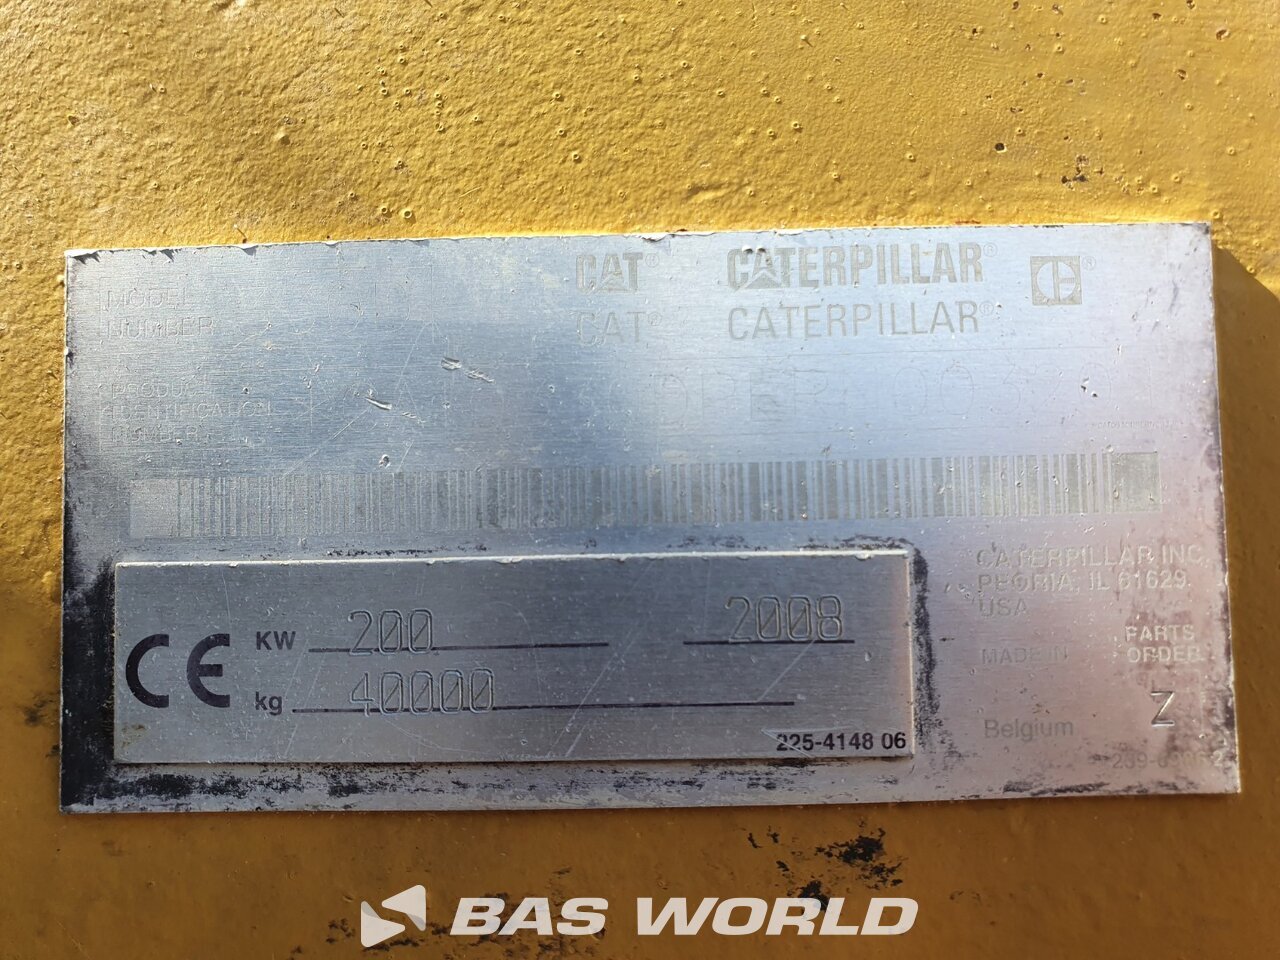 CAT® CATERPILLAR® ®
MODEL
NUMBER
CAT® CATERPILLAR®
PRODUCT
IDENTIFICATION
NUMBER
CATERPILLAR INC.
PEORIA, IL 61629
USA
CE KW 200 2008
kg 40000
225-4148 06
MADE IN
Belgium
PARTS
ORDER
Z
BAS WORLD